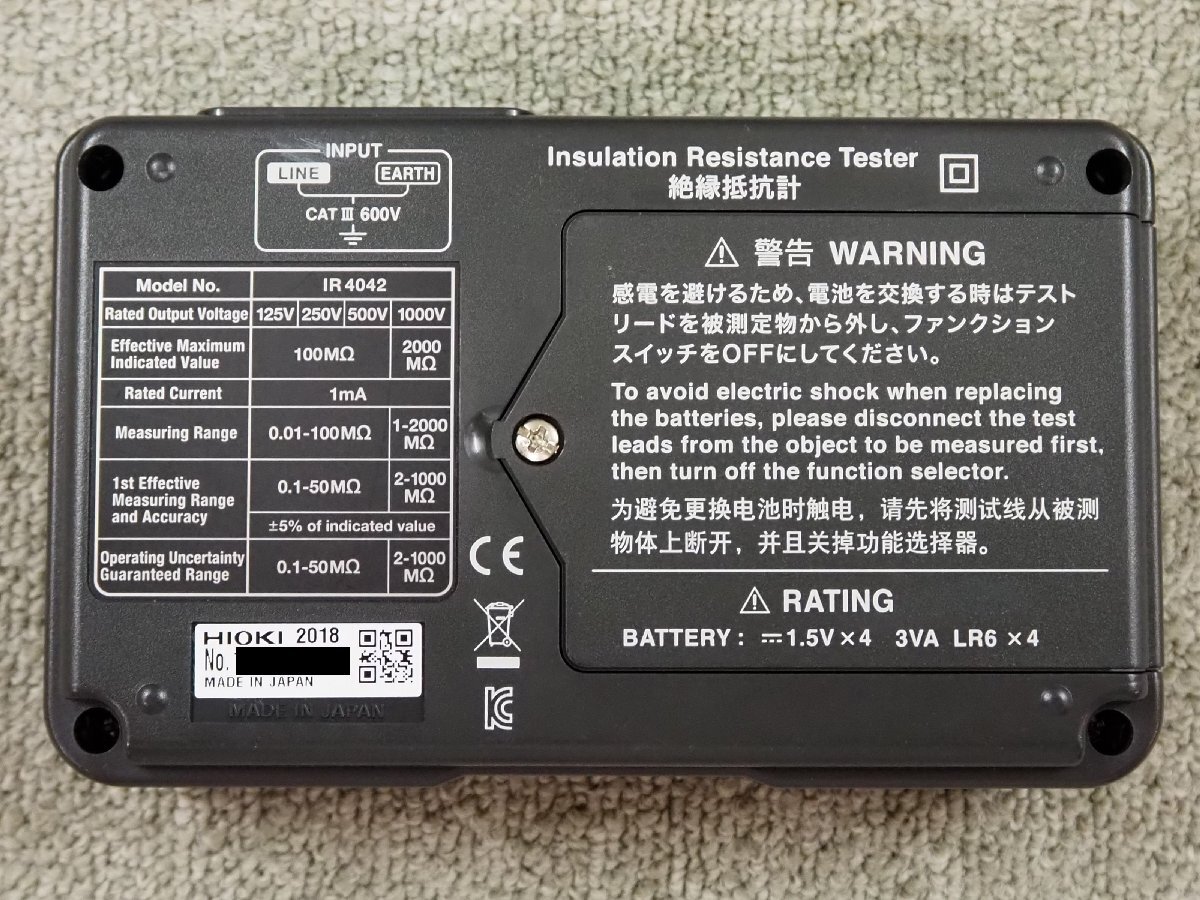 INPUT
LINE EARTH
CAT III 600V
Insulation Resistance Tester
絶縁抵抗計
Model No. IR 4042
Rated Output Voltage 125V 250V 500V 1000V
Effective Maximum
Indicated Value 100MΩ 2000
MΩ
Rated Current 1mA
Measuring Range 0.01-100MΩ 1-2000
MΩ
1st Effective
Measuring Range
and Accuracy 0.1-50MΩ 2-1000
MΩ
±5% of indicated value
Operating Uncertainty
Guaranteed Range 0.1-50MΩ 2-1000
MΩ
HIOKI 2018
No.
MADE IN JAPAN
MADE IN JAPAN
CE
警告 WARNING
感電を避けるため、電池を交換する時はテスト
リードを被測定物から外し、ファンクション
スイッチをOFFにしてください。
To avoid electric shock when replacing
the batteries, please disconnect the test
leads from the object to be measured first,
then turn off the function selector.
为避免更换电池时触电，请先将测试线从被测
物体上断开，并且关掉功能选择器。
RATING
BATTERY : ⎓1.5V×4 3VA LR6 ×4